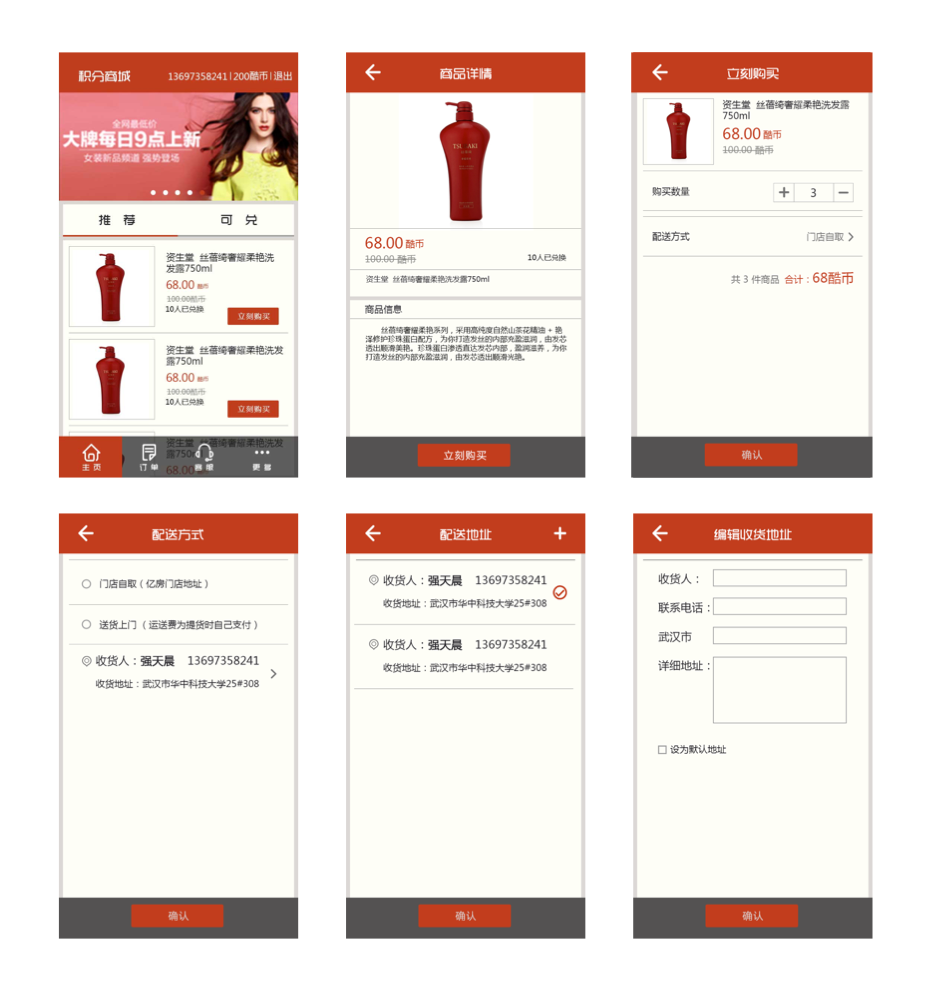 积分商城
13697358241|200酷币|退出
全网最低价
大牌每日9点上新
女装新品频道 强势登场
推 荐
可 兑
资生堂 丝蓓绮奢耀柔艳洗
发露750ml
68.00 酷币
100.00酷币
10人已兑换
立刻购买
资生堂 丝蓓绮奢耀柔艳洗发
露750ml
68.00 酷币
100.00酷币
10人已兑换
立刻购买
资生堂 丝蓓绮奢耀柔艳洗发
露750ml
68.00
主页
订单
客服
更多
商品详情
TSUBAKI
68.00 酷币
100.00 酷币
10人已兑换
资生堂 丝蓓绮奢耀柔艳洗发露750ml
商品信息
丝蓓绮奢耀柔艳系列，采用高纯度自然山茶花精油 + 艳
泽修护珍珠蛋白配方，为你打造发丝的内部充盈滋润，由发芯
透出顺滑美艳。珍珠蛋白渗透直达发芯内部，盈润滋养，为你
打造发丝的内部充盈滋润，由发芯透出顺滑光艳。
立刻购买
立刻购买
资生堂 丝蓓绮奢耀柔艳洗发露
750ml
68.00 酷币
100.00 酷币
购买数量
+ 3 —
配送方式
门店自取
共 3 件商品 合计：68酷币
确认
配送方式
门店自取（亿房门店地址）
送货上门（运送费为提货时自己支付）
收货人：强天晨 13697358241
收货地址：武汉市华中科技大学25#308
确认
配送地址
+
收货人：强天晨 13697358241
收货地址：武汉市华中科技大学25#308
收货人：强天晨 13697358241
收货地址：武汉市华中科技大学25#308
确认
编辑收货地址
收货人：
联系电话：
武汉市
详细地址：
设为默认地址
确认